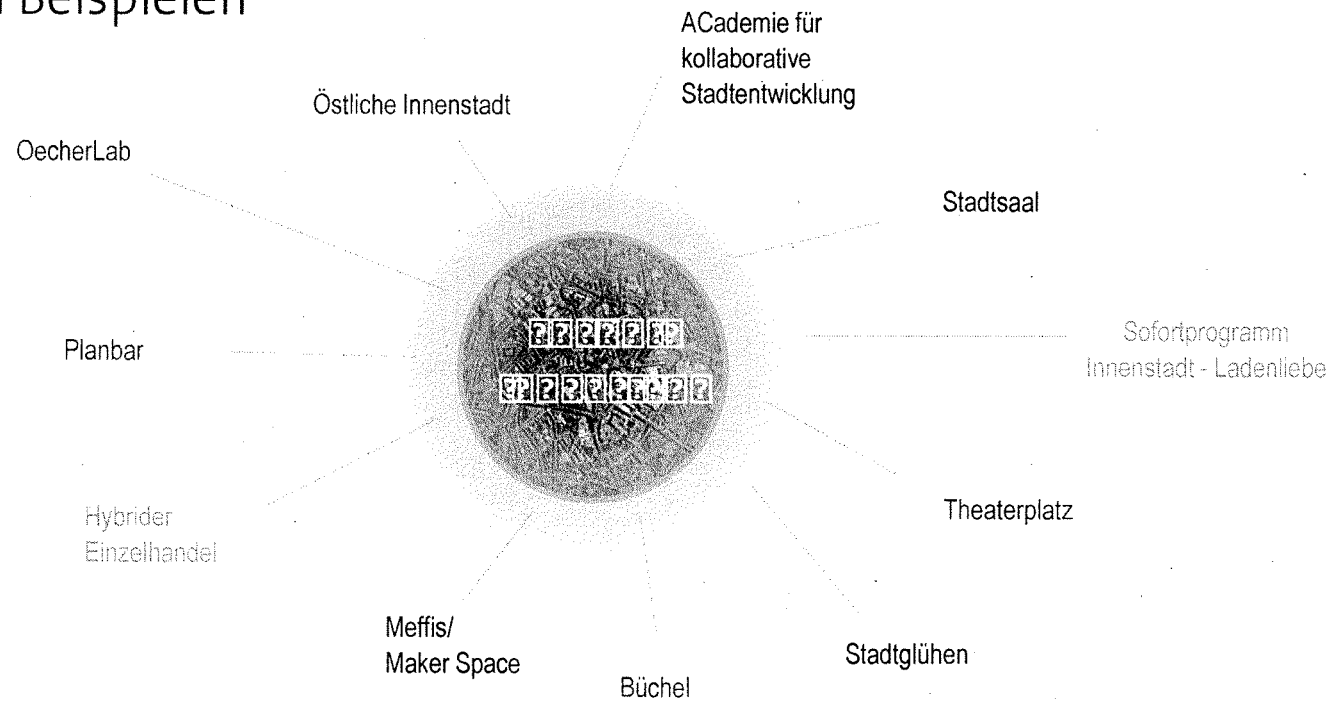 Beispielen
ACademie für
kollaborative
Stadtentwicklung
Östliche Innenstadt
OecherLab
Stadtsaal
Sofortprogramm
Innenstadt - Ladenliebe
Planbar
Theaterplatz
Hybrider
Einzelhandel
Meffis/
Maker Space
Stadtglühen
Büchel